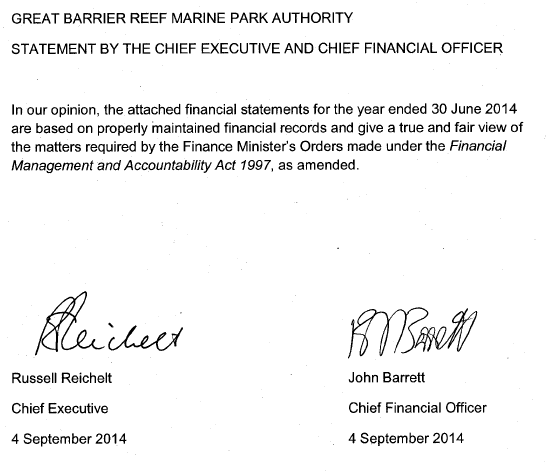 GREAT BARRIER REEF MARINE PARK AUTHORITY
STATEMENT BY THE CHIEF EXECUTIVE AND CHIEF FINANCIAL OFFICER
In our opinion, the attached financial statements for the year ended 30 June 2014
are based on properly maintained financial records and give a true and fair view of
the matters required by the Finance Minister's Orders made under the Financial
Management and Accountability Act 1997, as amended.
Reichelt
Barrett
Russell Reichelt
John Barrett
Chief Executive
Chief Financial Officer
4 September 2014
4 September 2014